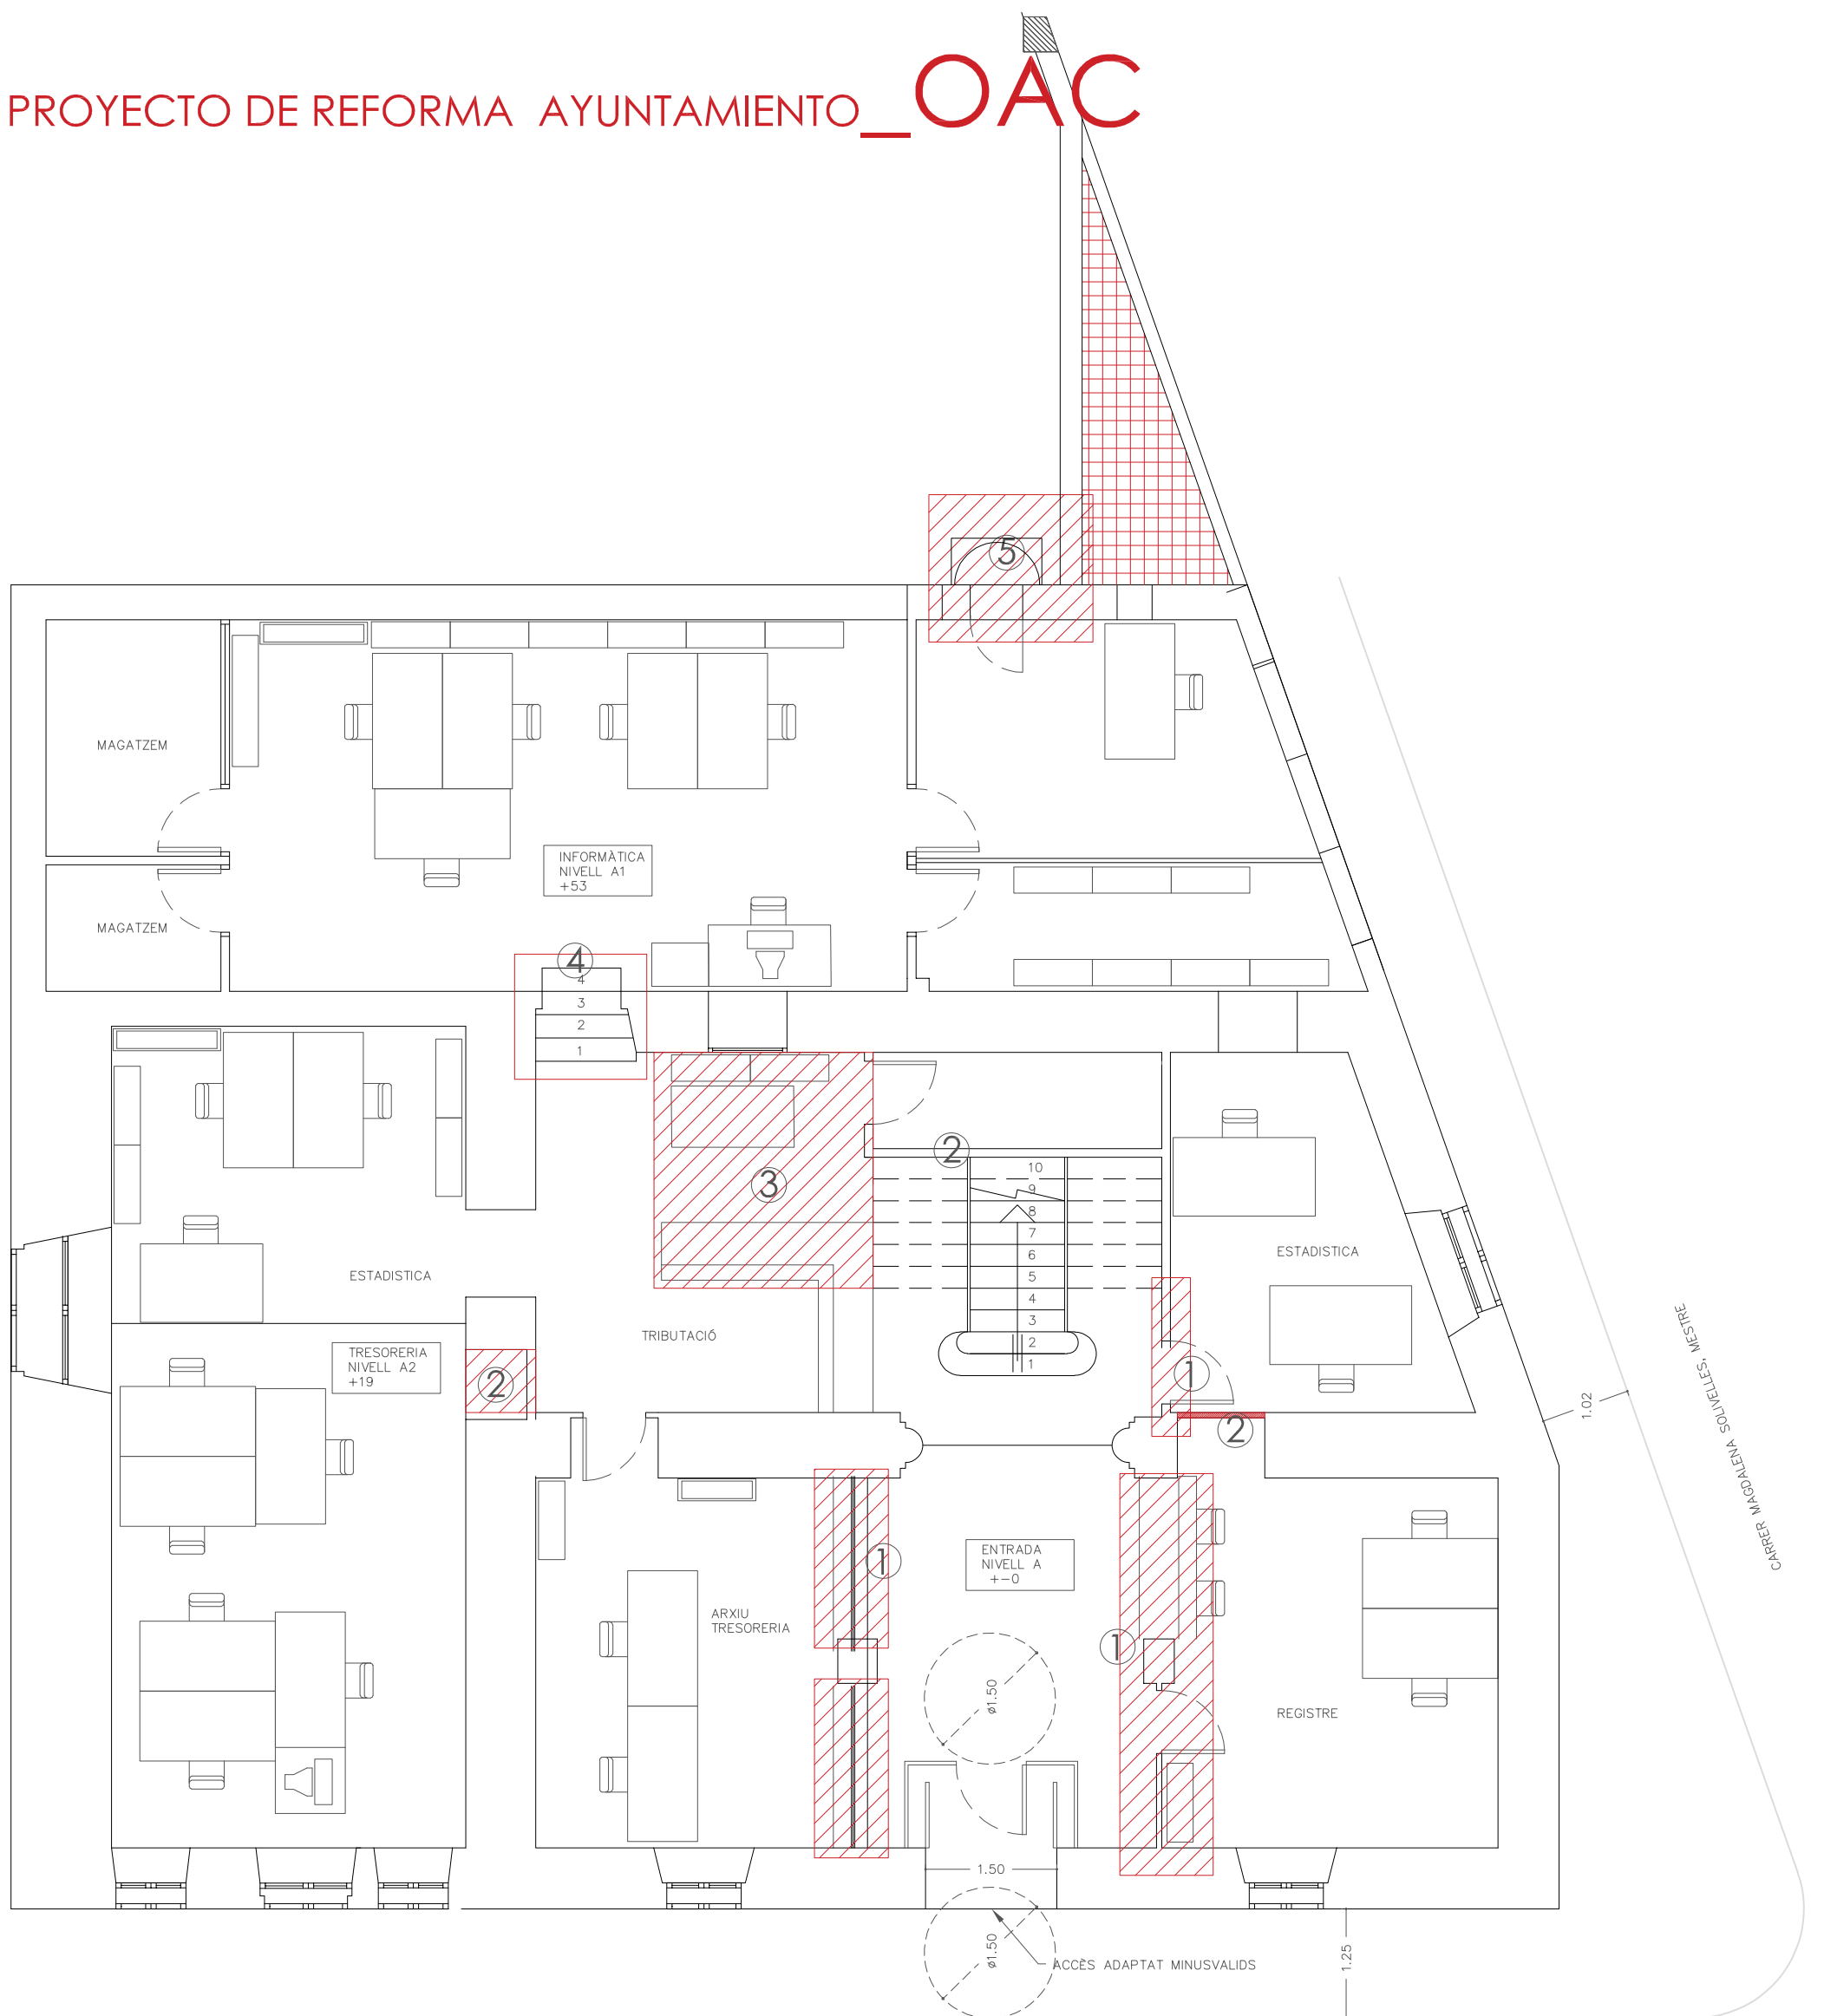 PROYECTO DE REFORMA AYUNTAMIENTO_OAC
5
MAGATZEM
INFORMÀTICA
NIVELL A1
+53
MAGATZEM
4
4
3
2
1
2
3
10
9
8
7
6
5
4
3
2
1
ESTADISTICA
ESTADISTICA
TRIBUTACIÓ
TRESORERIA
NIVELL A2
+19
2
1
2
1.02
CARRER MAGDALENA SOLIVELLES, MESTRE
1
ENTRADA
NIVELL A
+-0
ARXIU
TRESORERIA
1
ø1.50
REGISTRE
1.50
ø1.50
1.25
ACCÈS ADAPTAT MINUSVALIDS